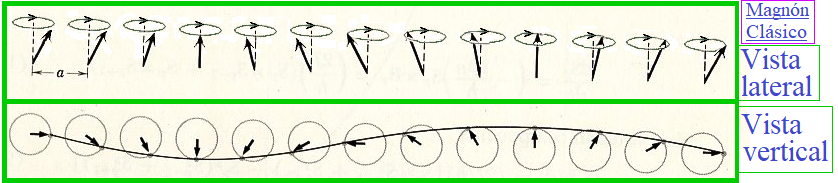 Magnón
Clásico
Vista
lateral
a
Vista
vertical